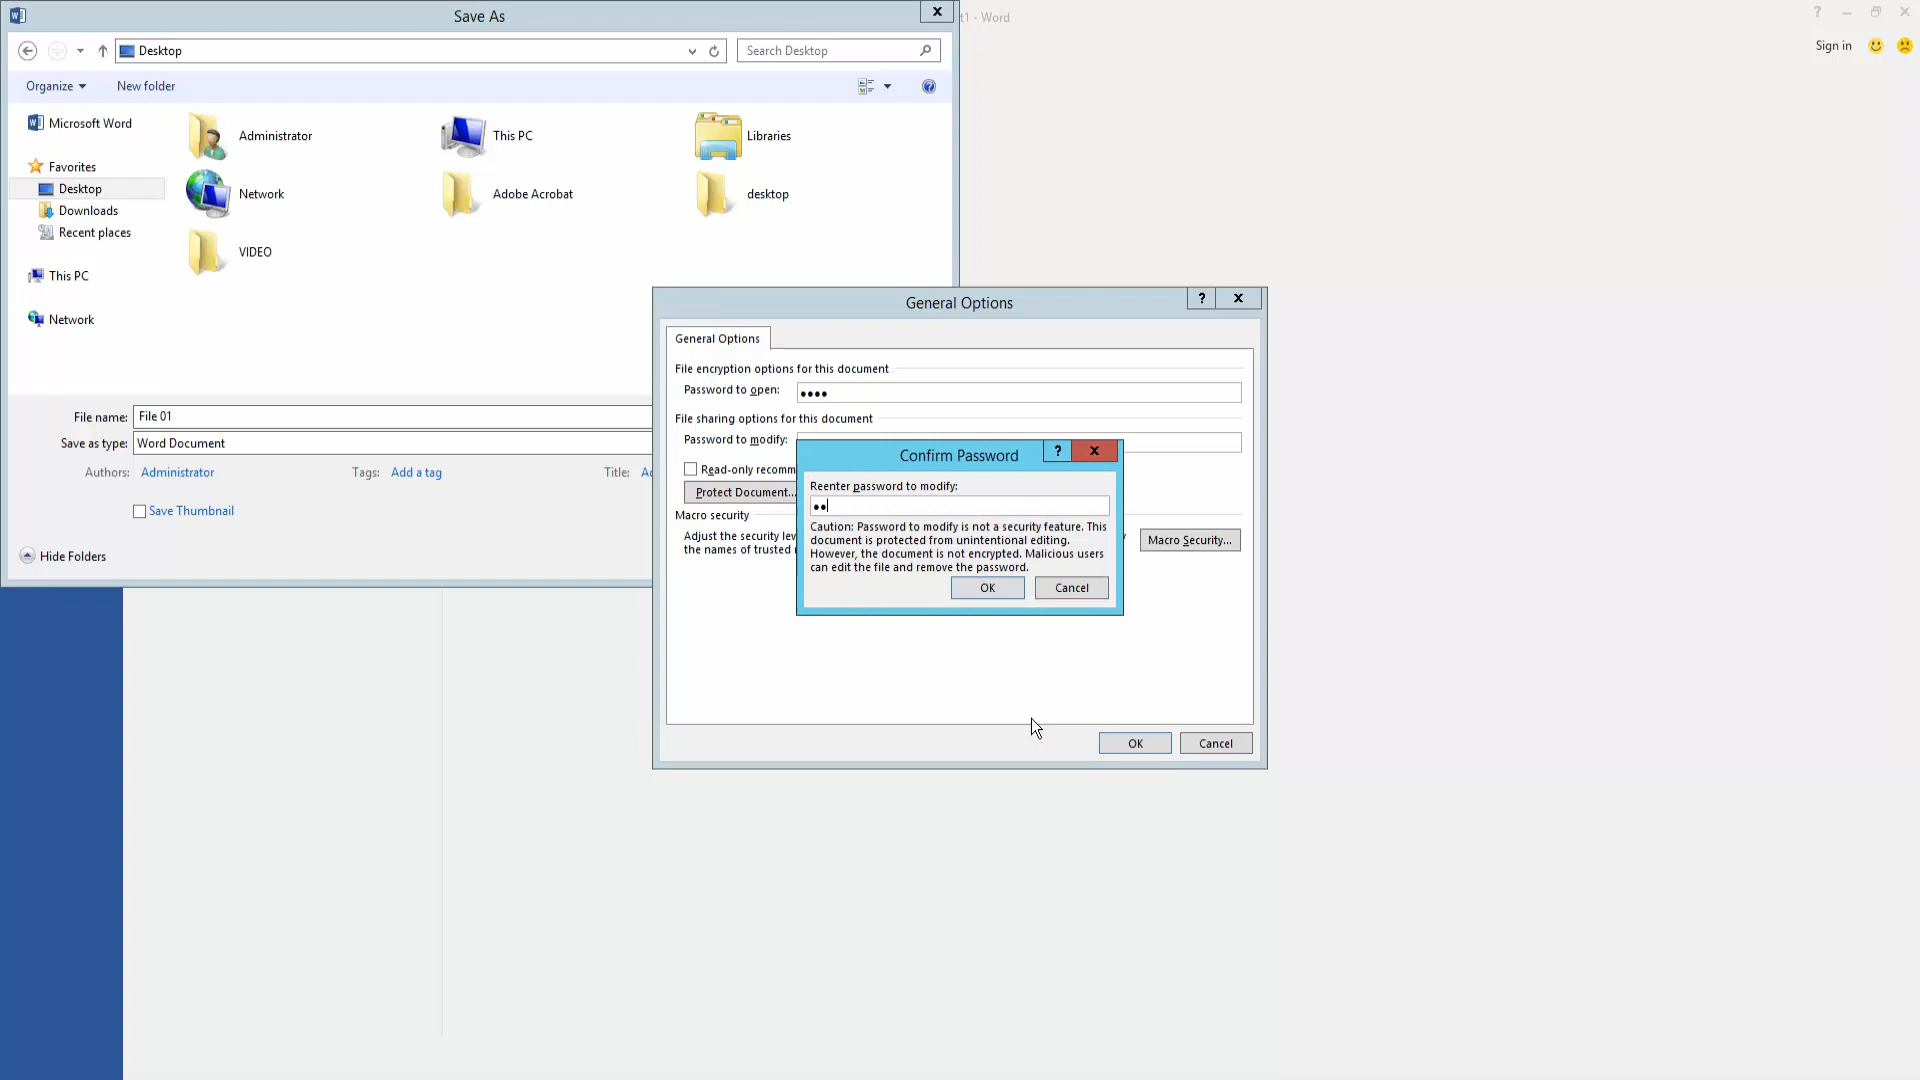 Save As
X
t1 - Word
? 
Sign in
Desktop
Search Desktop
Organize
New folder
?
Microsoft Word
Favorites
Desktop
Downloads
Recent places
This PC
Network
Administrator
This PC
Libraries
Network
Adobe Acrobat
desktop
VIDEO
File name: File 01
Save as type: Word Document
Authors: Administrator
Tags: Add a tag
Title: Ad
Save Thumbnail
Hide Folders
General Options
? X
General Options
File encryption options for this document
Password to open: ••••
File sharing options for this document
Password to modify:
Read-only recomm
Protect Document...
Macro security
Adjust the security lev
the names of trusted
Macro Security...
Confirm Password
? X
Reenter password to modify:
••
Caution: Password to modify is not a security feature. This
document is protected from unintentional editing.
However, the document is not encrypted. Malicious users
can edit the file and remove the password.
OK
Cancel
OK
Cancel